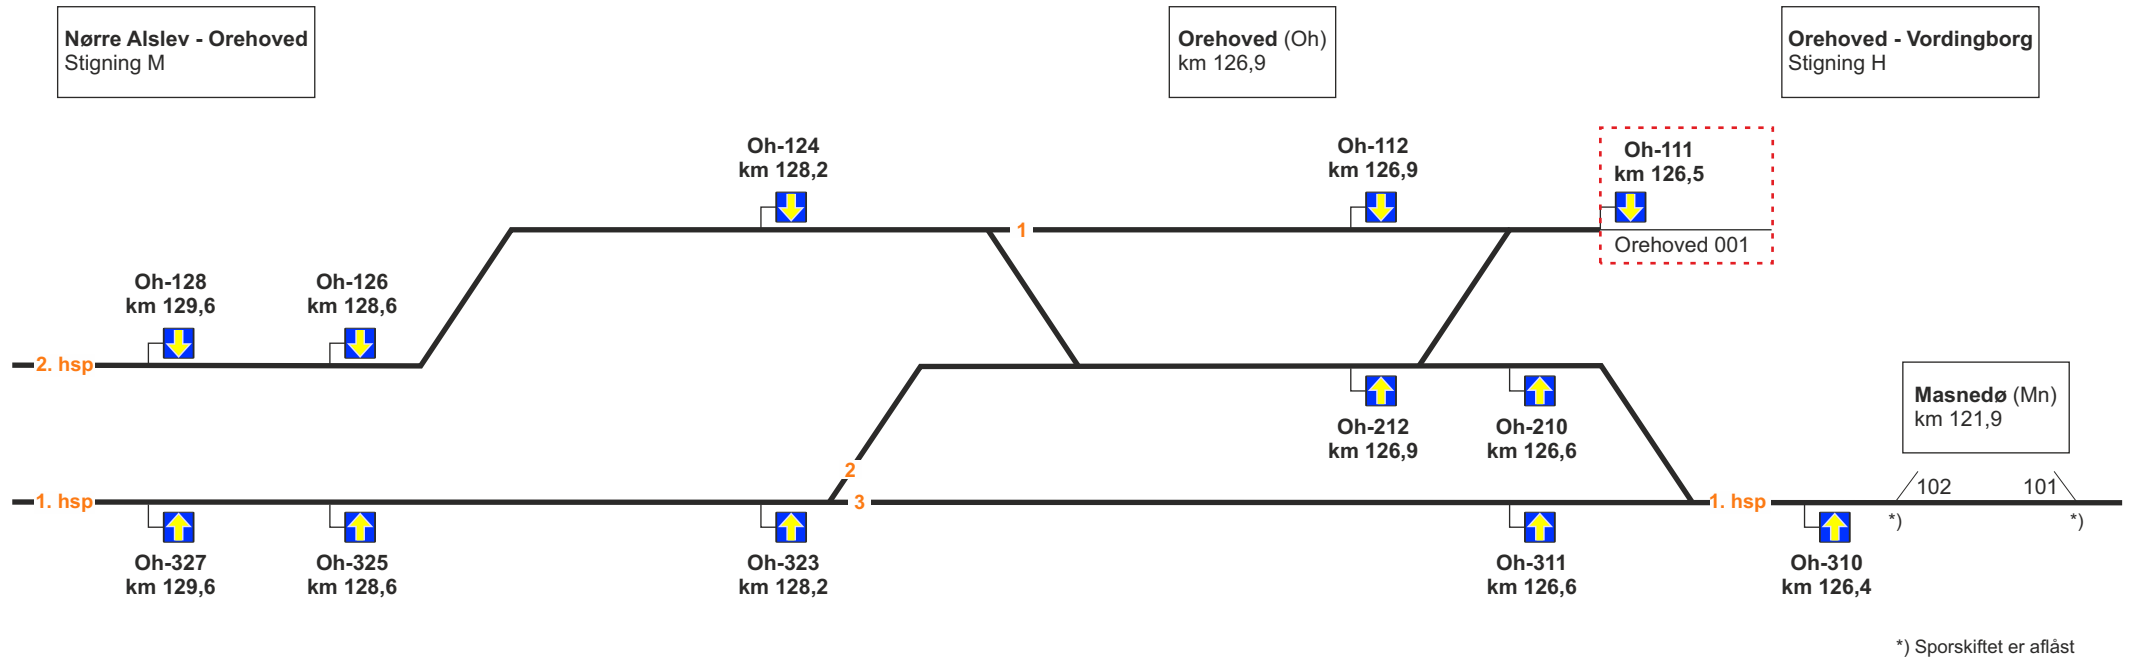 Nørre Alslev - Orehoved
Stigning M
Orehoved (Oh)
km 126,9
Orehoved - Vordingborg
Stigning H
Oh-124
km 128,2
Oh-112
km 126,9
Oh-111
km 126,5
1
Orehoved 001
Oh-128
km 129,6
Oh-126
km 128,6
2. hsp
Masnedø (Mn)
km 121,9
Oh-212
km 126,9
Oh-210
km 126,6
2
1. hsp
3
1. hsp
102
101
*)
*)
Oh-327
km 129,6
Oh-325
km 128,6
Oh-323
km 128,2
Oh-311
km 126,6
Oh-310
km 126,4
*) Sporskiftet er aflåst